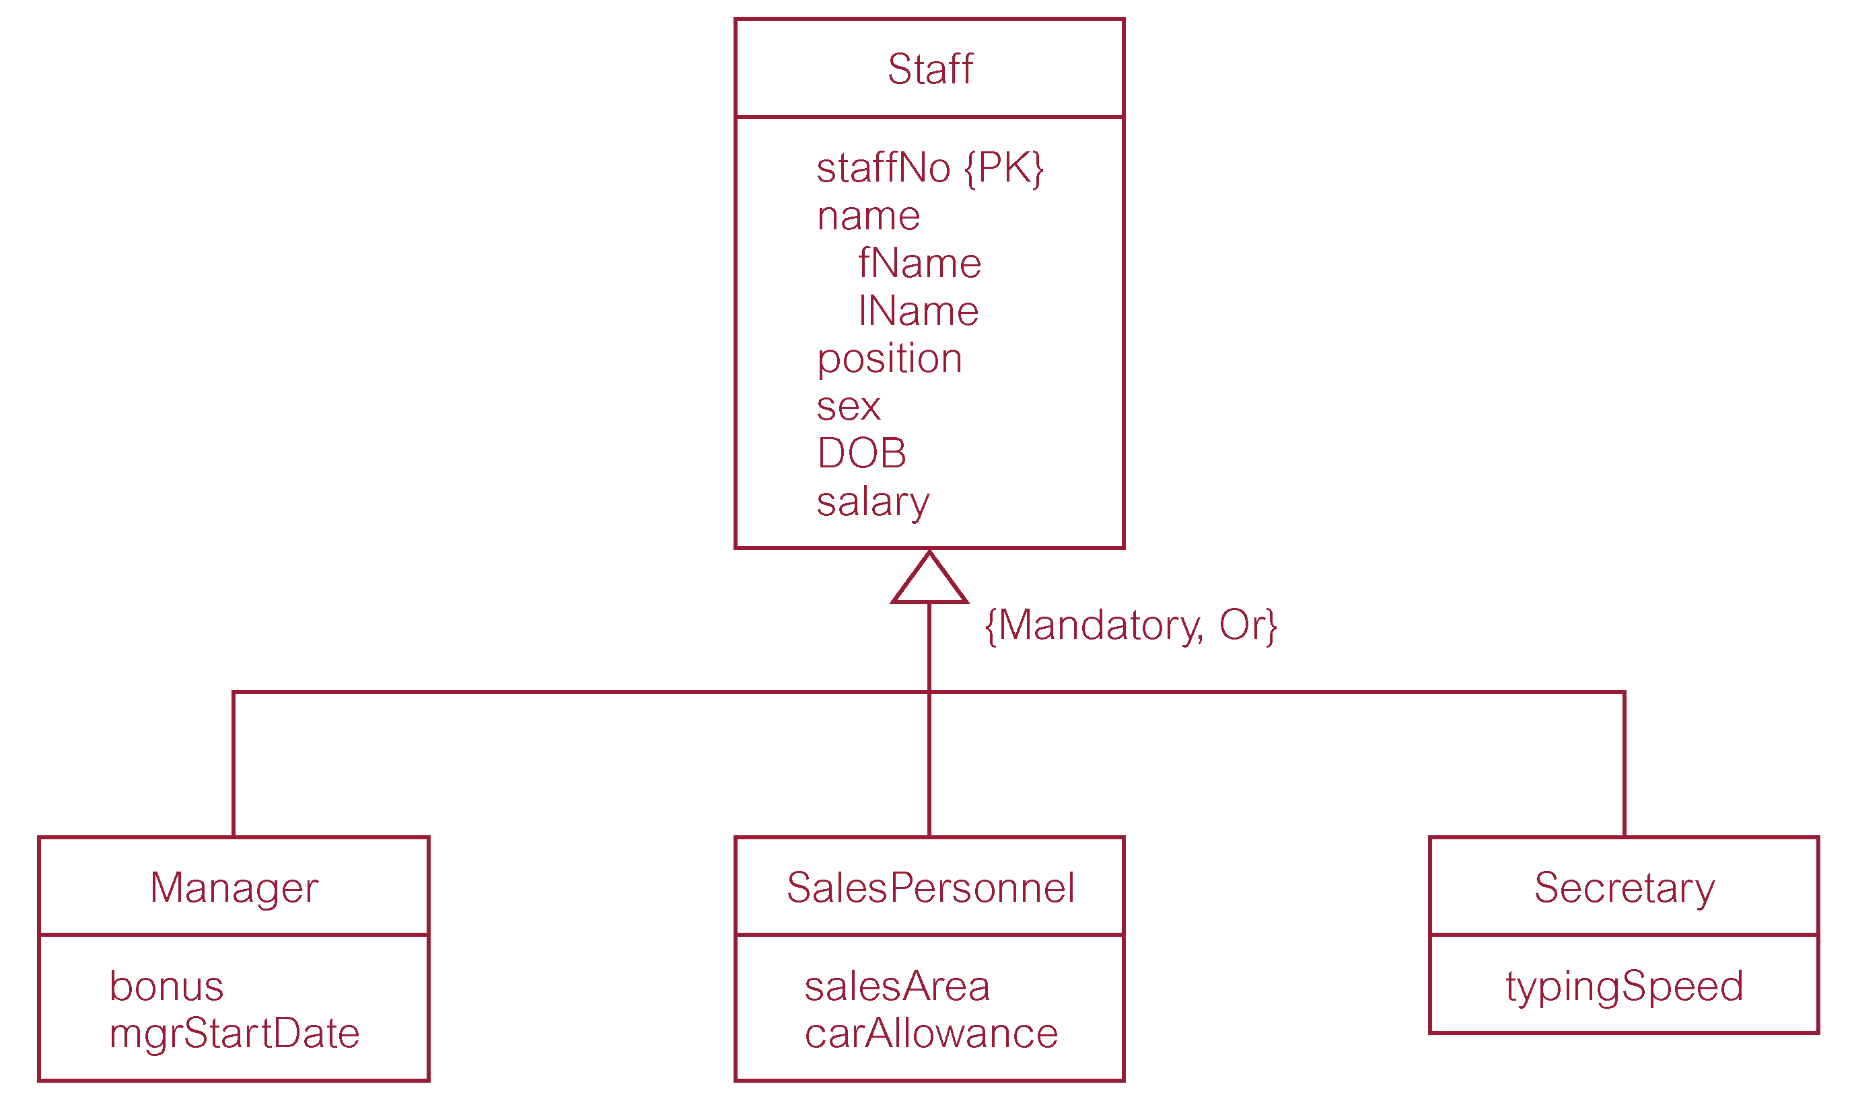 Staff
staffNo {PK}
name
fName
lName
position
sex
DOB
salary
{Mandatory, Or}
Manager
bonus
mgrStartDate
SalesPersonnel
salesArea
carAllowance
Secretary
typingSpeed